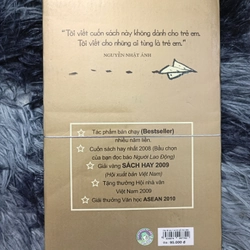 "Tôi viết cuốn sách này không dành cho trẻ em.
Tôi viết cho những ai từng là trẻ em."
NGUYỄN NHẬT ÁNH
Tác phẩm bán chạy (Bestseller)
nhiều năm liền.
Cuốn sách hay nhất 2008 (Bầu chọn
của bạn đọc báo Người Lao Động)
Giải vàng SÁCH HAY 2009
(Hội xuất bản Việt Nam)
Tặng thưởng Hội nhà văn
Việt Nam 2009
Giải thưởng Văn học ASEAN 2010